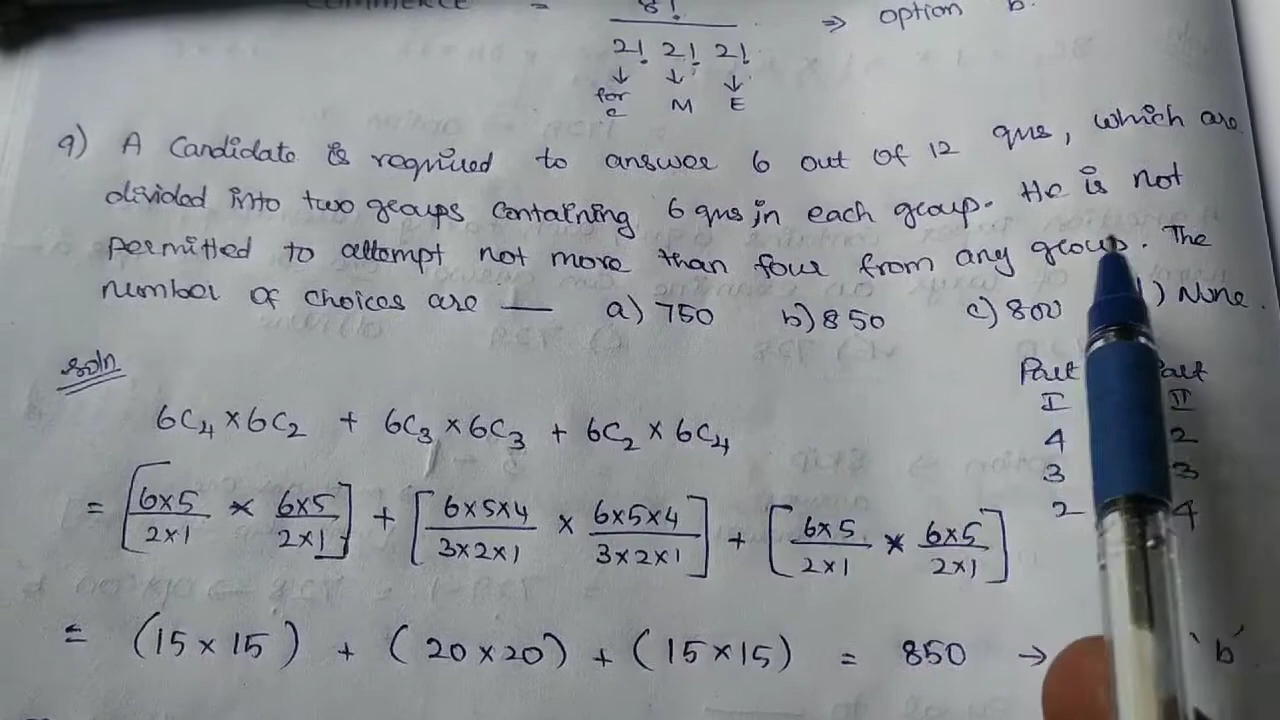 8!
⇒ option b.
2! 2! 2!
↓ ↓ ↓
for c M E
9) A Candidate is required to answer 6 out of 12 qns, which are
divided into two groups containing 6 qns in each group. He is not
permitted to attempt not more than four from any group. The
number of choices are — a) 750 b) 850 c) 800 ) None.
Soln
Part
I II
4 2
3 3
2 4
6C4 × 6C2 + 6C3 × 6C3 + 6C2 × 6C4
= [6×5/2×1 × 6×5/2×1] + [6×5×4/3×2×1 × 6×5×4/3×2×1] + [6×5/2×1 × 6×5/2×1]
= (15 × 15) + (20×20) + (15×15) = 850 → 'b'